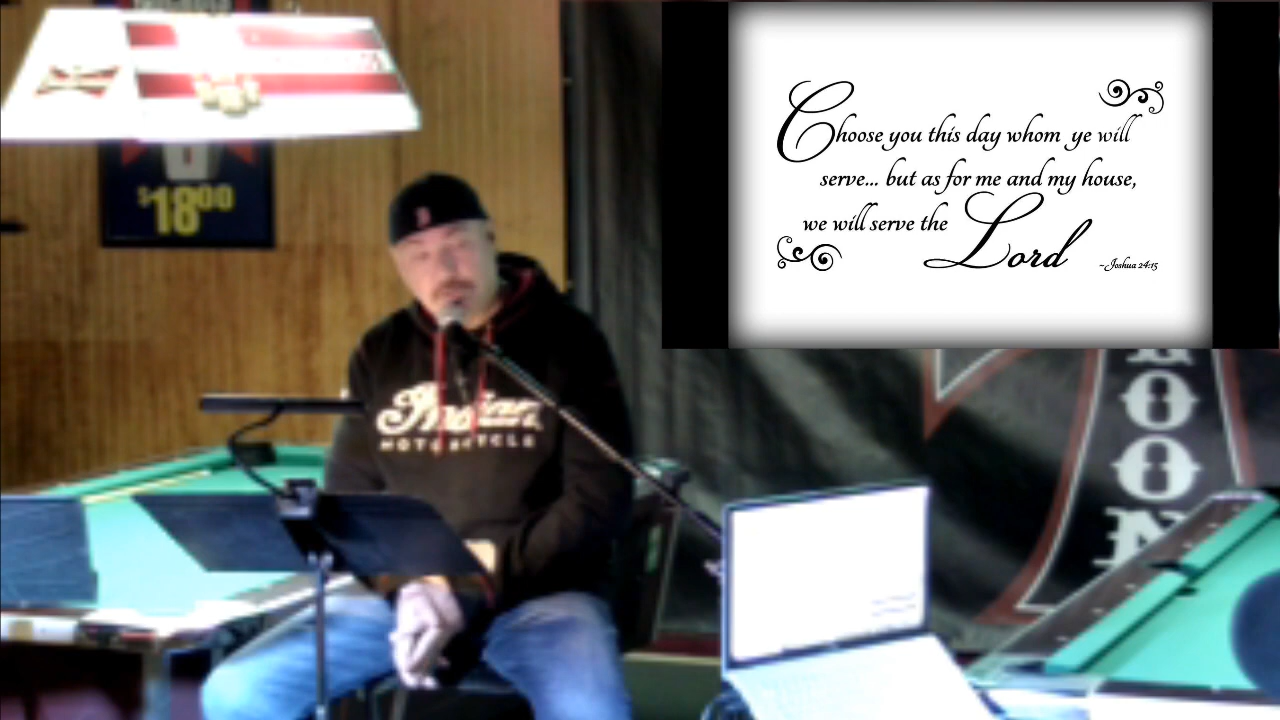 $18.00
B
Indian
MOTORCYCLE
Choose you this day whom ye will
serve... but as for me and my house,
we will serve the Lord
~Joshua 24:15
OON